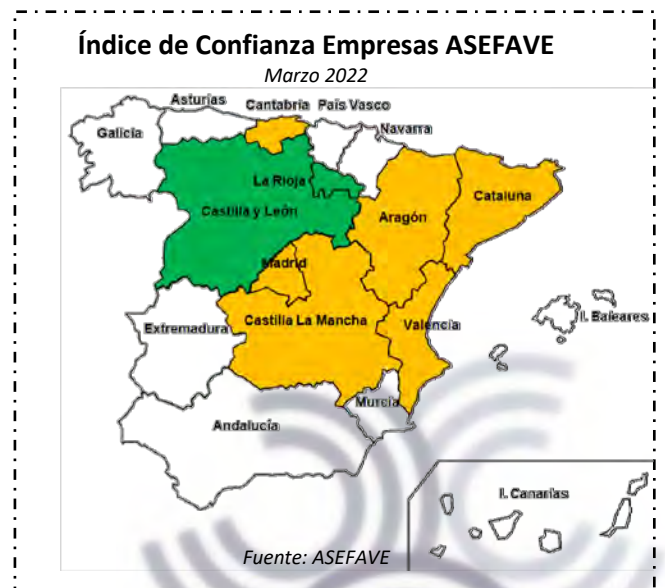 Índice de Confianza Empresas ASEFAVE
Marzo 2022
Asturias
Cantabria
País Vasco
Galicia
Navarra
La Rioja
Castilla y León
Aragón
Cataluna
Madrid
Castilla La Mancha
Valencia
I. Baleares
Extremadura
Murcia
Andalucía
I. Canarias
Fuente: ASEFAVE